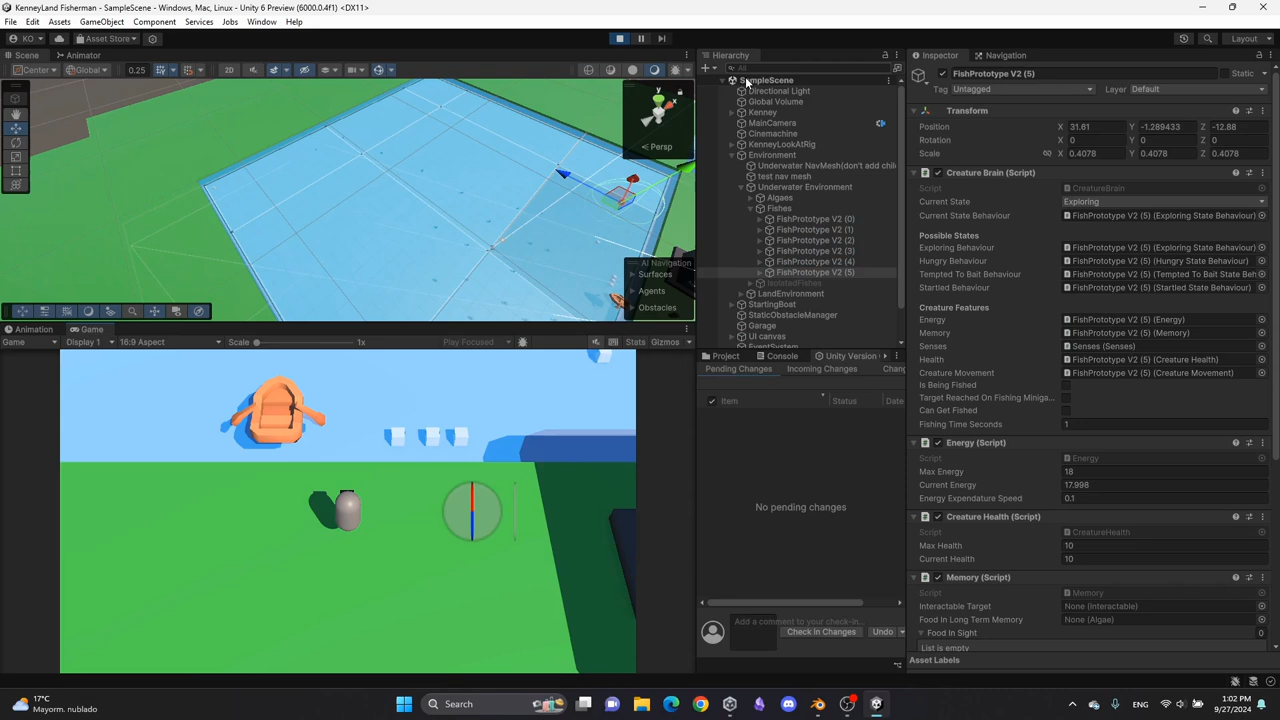 KenneyLand Fisherman - SampleScene - Windows, Mac, Linux - Unity 6 Preview (6000.0.4f1) <DX11>
File Edit Assets GameObject Component Services Jobs Window Help
KO Asset Store Layout
Scene Animator
Center Global 0.25 2D
y
x
Persp
AI Navigation
Surfaces
Agents
Obstacles
Animation Game
Game Display 1 16:9 Aspect Scale 1x Play Focused Stats Gizmos
Hierarchy
All
SampleScene
Directional Light
Global Volume
Kenney
MainCamera
Cinemachine
KenneyLookAtRig
Environment
Underwater NavMesh(don't add chil
test nav mesh
Underwater Environment
Algaes
Fishes
FishPrototype V2 (0)
FishPrototype V2 (1)
FishPrototype V2 (2)
FishPrototype V2 (3)
FishPrototype V2 (4)
FishPrototype V2 (5)
IsolatedFishes
LandEnvironment
StartingBoat
StaticObstacleManager
Garage
UI canvas
EventSystem
Project Console Unity Version
Pending Changes Incoming Changes Chang
Item Status Date
No pending changes
Add a comment to your check-in...
Check In Changes Undo
Inspector Navigation
FishPrototype V2 (5) Static
Tag Untagged Layer Default
Transform
Position X 31.61 Y -1.289433 Z -12.88
Rotation X 0 Y 0 Z 0
Scale X 0.4078 Y 0.4078 Z 0.4078
Creature Brain (Script)
Script CreatureBrain
Current State Exploring
Current State Behaviour FishPrototype V2 (5) (Exploring State Behaviour)
Possible States
Exploring Behaviour FishPrototype V2 (5) (Exploring State Behaviour)
Hungry Behaviour FishPrototype V2 (5) (Hungry State Behaviour)
Tempted To Bait Behaviour FishPrototype V2 (5) (Tempted To Bait State Beh
Startled Behaviour FishPrototype V2 (5) (Startled State Behaviour)
Creature Features
Energy FishPrototype V2 (5) (Energy)
Memory FishPrototype V2 (5) (Memory)
Senses Senses (Senses)
Health FishPrototype V2 (5) (Creature Health)
Creature Movement FishPrototype V2 (5) (Creature Movement)
Is Being Fished
Target Reached On Fishing Miniga...
Can Get Fished
Fishing Time Seconds 1
Energy (Script)
Script Energy
Max Energy 18
Current Energy 17.998
Energy Expendature Speed 0.1
Creature Health (Script)
Script CreatureHealth
Max Health 10
Current Health 10
Memory (Script)
Script Memory
Interactable Target None (Interactable)
Food In Long Term Memory None (Algae)
Food In Sight 0
List is empty
Asset Labels
17°C
Mayorm. nublado
Search
ENG
1:02 PM
9/27/2024